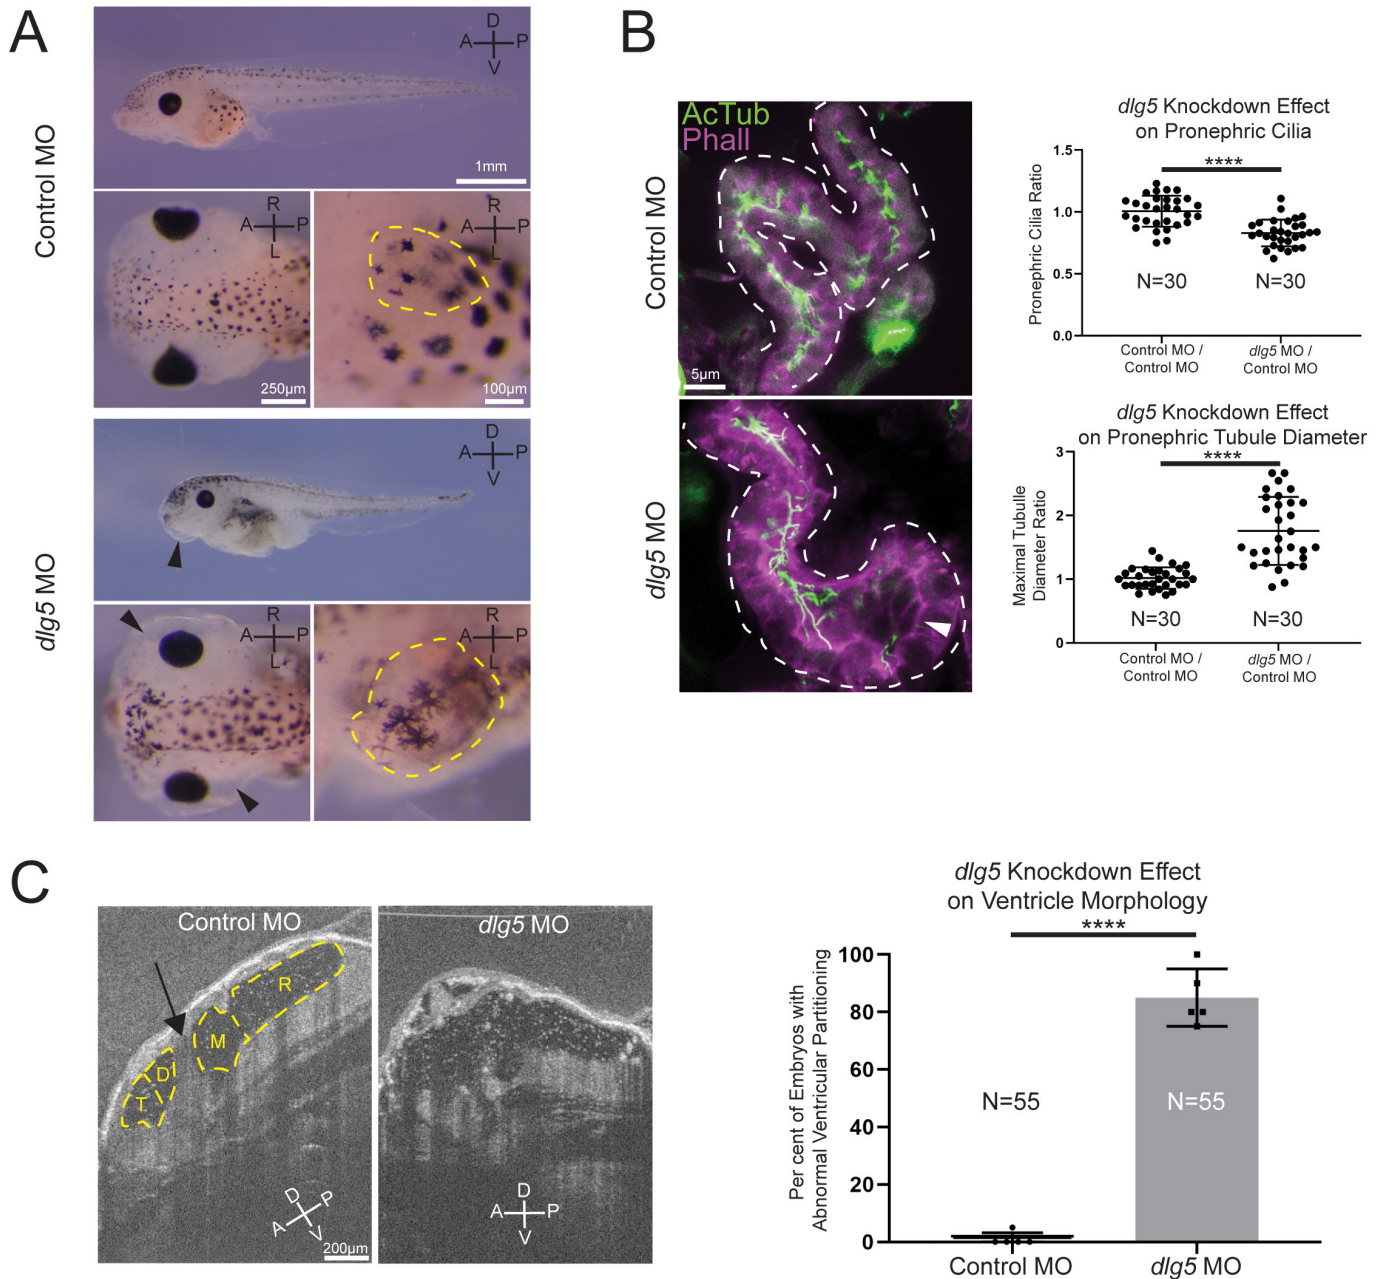 A
Control MO
D
A P
V
1mm
R
A P
L
250µm
R
A P
L
100µm
dlg5 MO
D
A P
V
R
A P
L
R
A P
L
B
Control MO
AcTub
Phall
5µm
dlg5 MO
dlg5 Knockdown Effect
on Pronephric Cilia
****
Pronephric Cilia Ratio
1.5
1.0
0.5
0.0
N=30
N=30
Control MO /
Control MO
dlg5 MO /
Control MO
dlg5 Knockdown Effect
on Pronephric Tubule Diameter
****
Maximal Tubulle
Diameter Ratio
3
2
1
0
N=30
N=30
Control MO /
Control MO
dlg5 MO /
Control MO
C
Control MO
R
M
D
T
D
A P
V
200µm
dlg5 MO
D
A P
V
dlg5 Knockdown Effect
on Ventricle Morphology
****
Per cent of Embryos with
Abnormal Ventricular Partitioning
100
80
60
40
20
0
N=55
N=55
Control MO
dlg5 MO